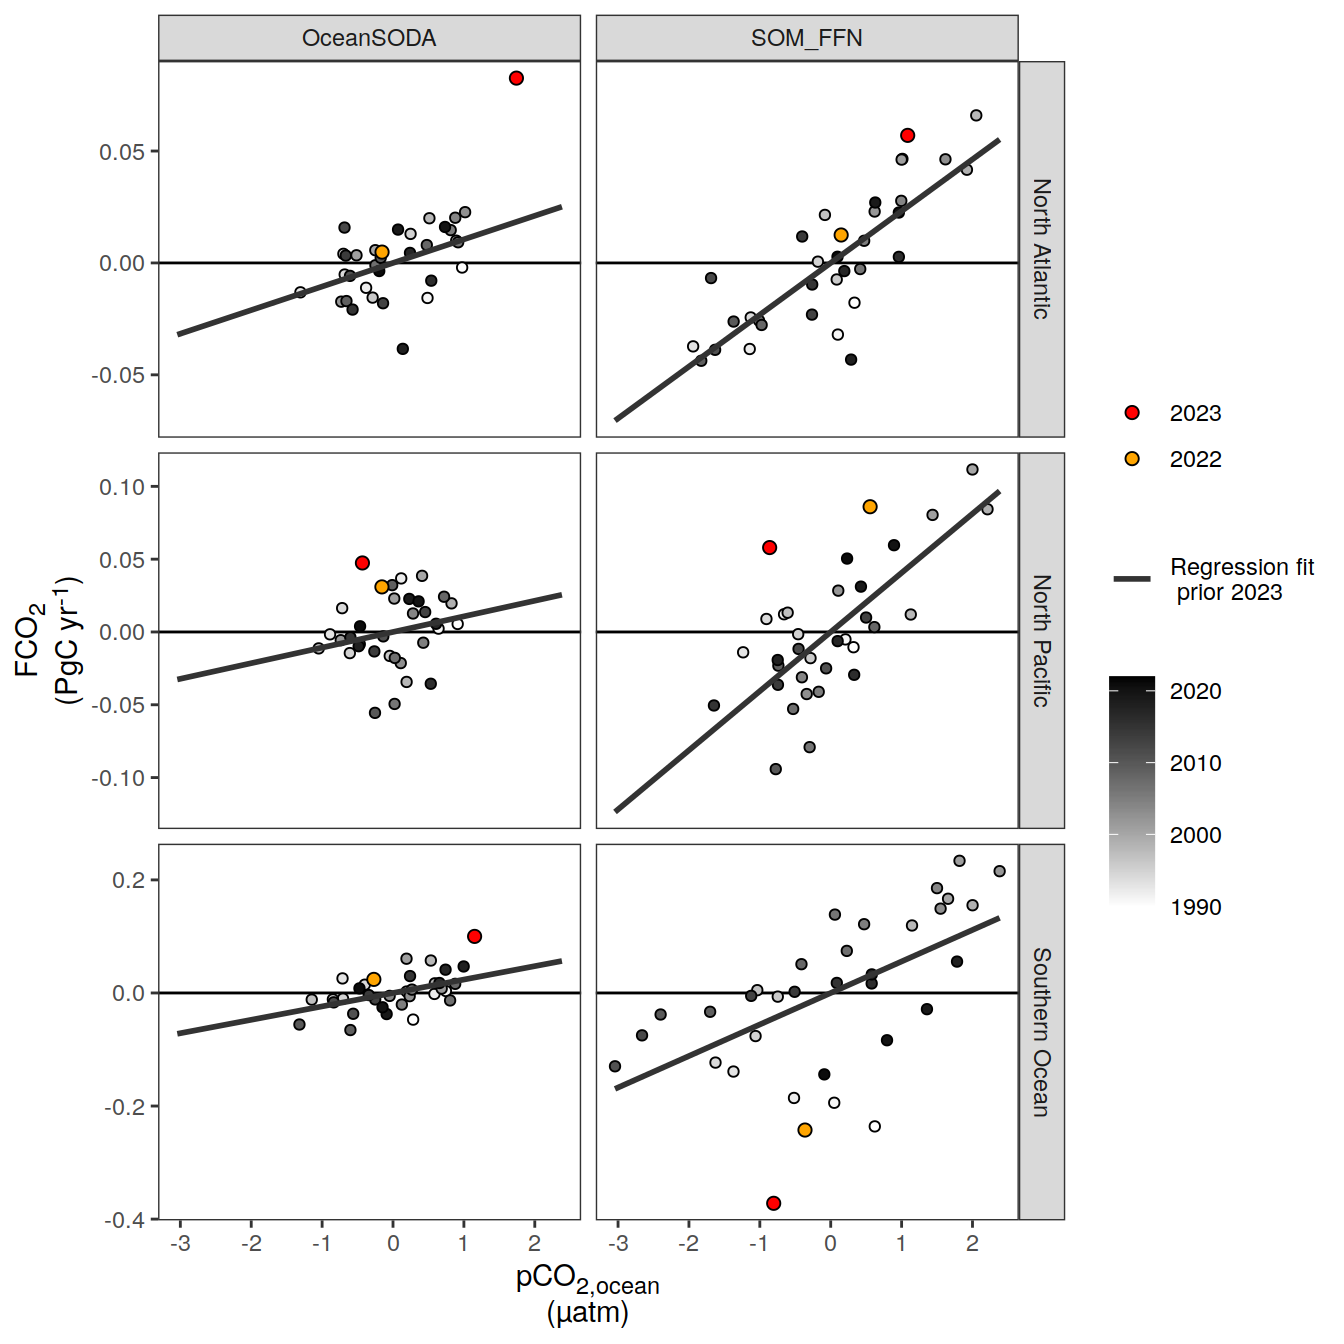 OceanSODA
SOM_FFN
0.05
0.00
-0.05
North Atlantic
0.10
0.05
0.00
-0.05
-0.10
North Pacific
0.2
0.0
-0.2
-0.4
Southern Ocean
-3
-2
-1
0
1
2
-3
-2
-1
0
1
2
pCO2,ocean
(µatm)
FCO2
(PgC yr-1)
2023
2022
Regression fit
prior 2023
2020
2010
2000
1990